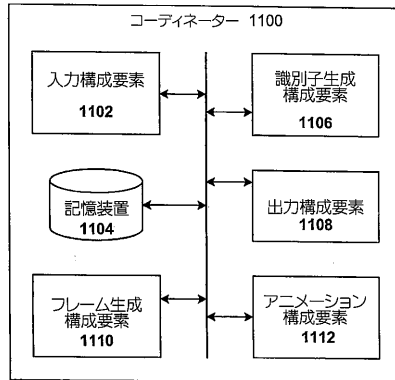 コーディネーター 1100
入力構成要素
1102
識別子生成
構成要素
1106
記憶装置
1104
出力構成要素
1108
フレーム生成
構成要素
1110
アニメーション
構成要素
1112